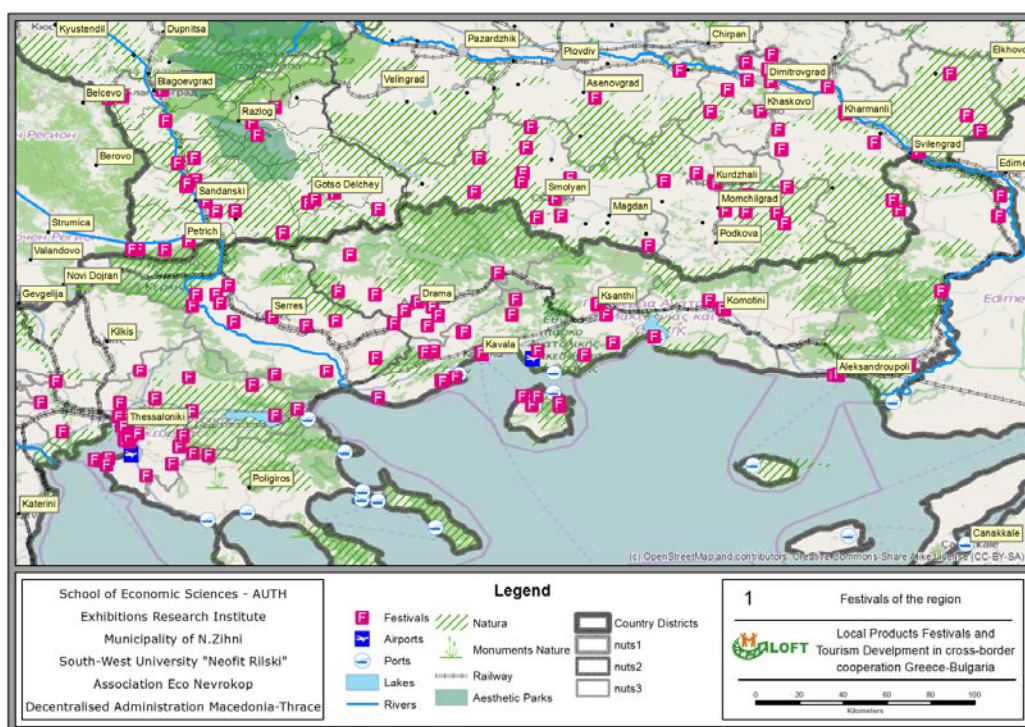 Kyustendil
Dupnitsa
Pazardzhik
Plovdiv
Chirpan
Elkhovo
Velingrad
Asenovgrad
Dimitrovgrad
Blagoevgrad
Belcevo
Razlog
Khaskovo
Kharmanli
Berovo
Svilengrad
Edirne
Sandanski
Gotso Delchey
Smolyan
Kurdzhali
Magdan
Momchilgrad
Strumica
Petrich
Podkova
Valandovo
Novi Dojran
Gevgelija
Serres
Drama
Ksanthi
Komotini
Kilkis
Kavala
Aleksandroupoli
Thessaloniki
Poligiros
Katerini
Canakkale
(c) OpenStreetMap and contributors, Creative Commons-Share Alike License (CC-BY-SA)
School of Economic Sciences - AUTH
Exhibitions Research Institute
Municipality of N.Zihni
South-West University "Neofit Rilski"
Association Eco Nevrokop
Decentralised Administration Macedonia-Thrace
Legend
F Festivals
Airports
Ports
Lakes
Rivers
Natura
Monuments Nature
Railway
Aesthetic Parks
Country Districts
nuts1
nuts2
nuts3
1 Festivals of the region
ALOFT
Local Products Festivals and
Tourism Develpment in cross-border
cooperation Greece-Bulgaria
0 20 40 60 80 100
Kilometers